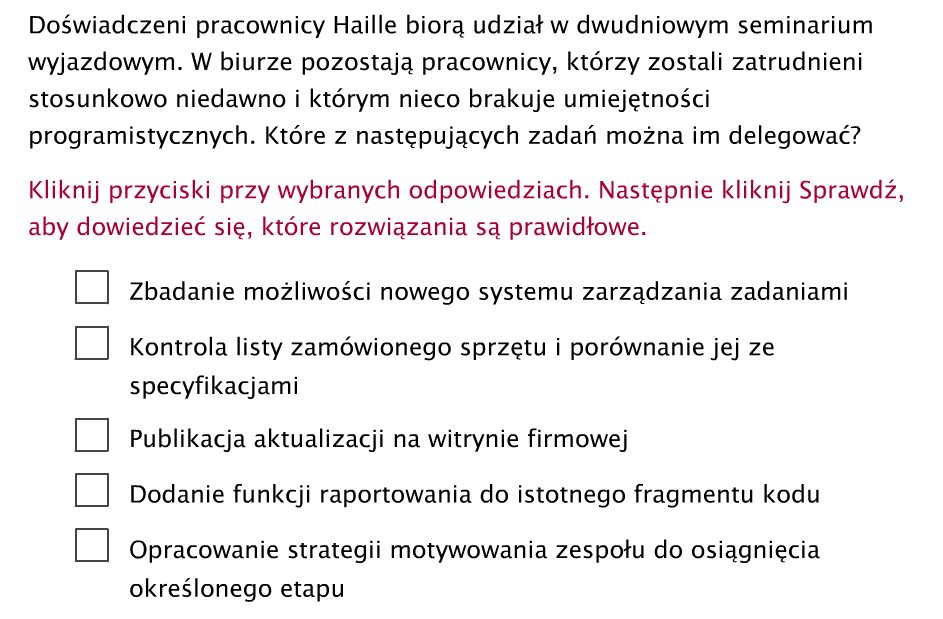 Doświadczeni pracownicy Haille biorą udział w dwudniowym seminarium
wyjazdowym. W biurze pozostają pracownicy, którzy zostali zatrudnieni
stosunkowo niedawno i którym nieco brakuje umiejętności
programistycznych. Które z następujących zadań można im delegować?
Kliknij przyciski przy wybranych odpowiedziach. Następnie kliknij Sprawdź,
aby dowiedzieć się, które rozwiązania są prawidłowe.
Zbadanie możliwości nowego systemu zarządzania zadaniami
Kontrola listy zamówionego sprzętu i porównanie jej ze
specyfikacjami
Publikacja aktualizacji na witrynie firmowej
Dodanie funkcji raportowania do istotnego fragmentu kodu
Opracowanie strategii motywowania zespołu do osiągnięcia
określonego etapu